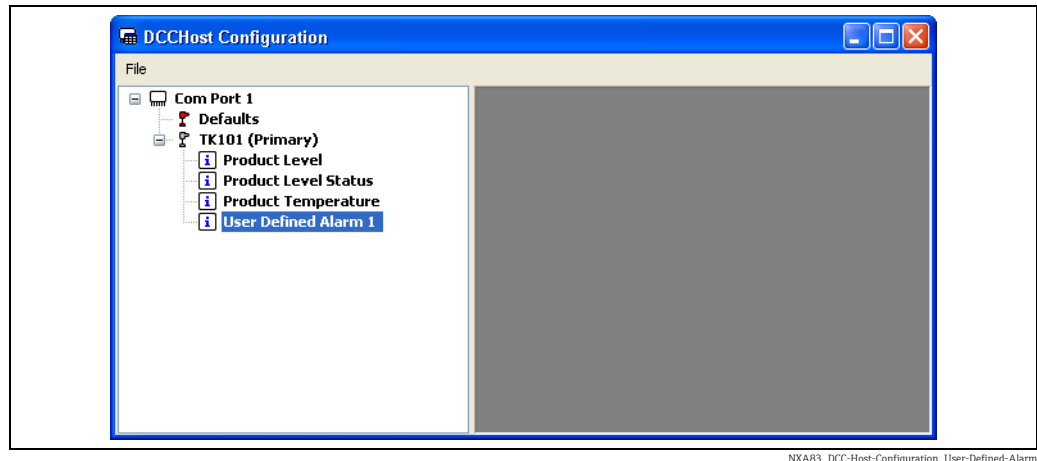 DCCHost Configuration
File
Com Port 1
Defaults
TK101 (Primary)
Product Level
Product Level Status
Product Temperature
User Defined Alarm 1
NXA83_DCC-Host-Configuration_User-Defined-Alarm